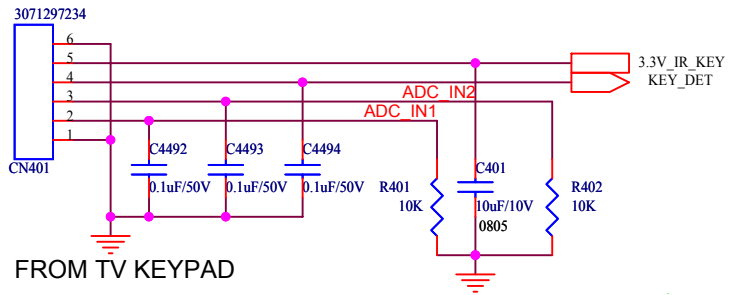 3071297234
6
5
4
3
2
1
CN401
3.3V_IR_KEY
KEY_DET
ADC_IN2
ADC_IN1
C4492
0.1uF/50V
C4493
0.1uF/50V
C4494
0.1uF/50V
R401
10K
C401
10uF/10V
0805
R402
10K
FROM TV KEYPAD